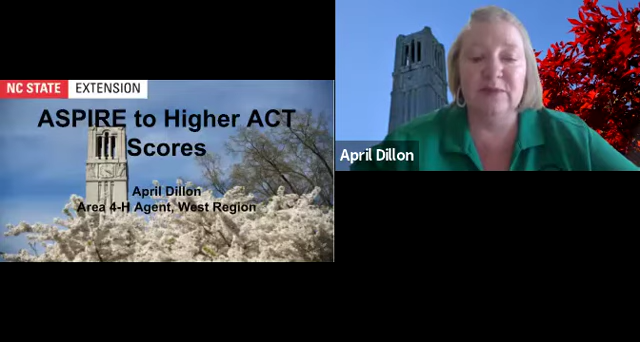 NC STATE EXTENSION
ASPIRE to Higher ACT
Scores
April Dillon
Area 4-H Agent, West Region
April Dillon